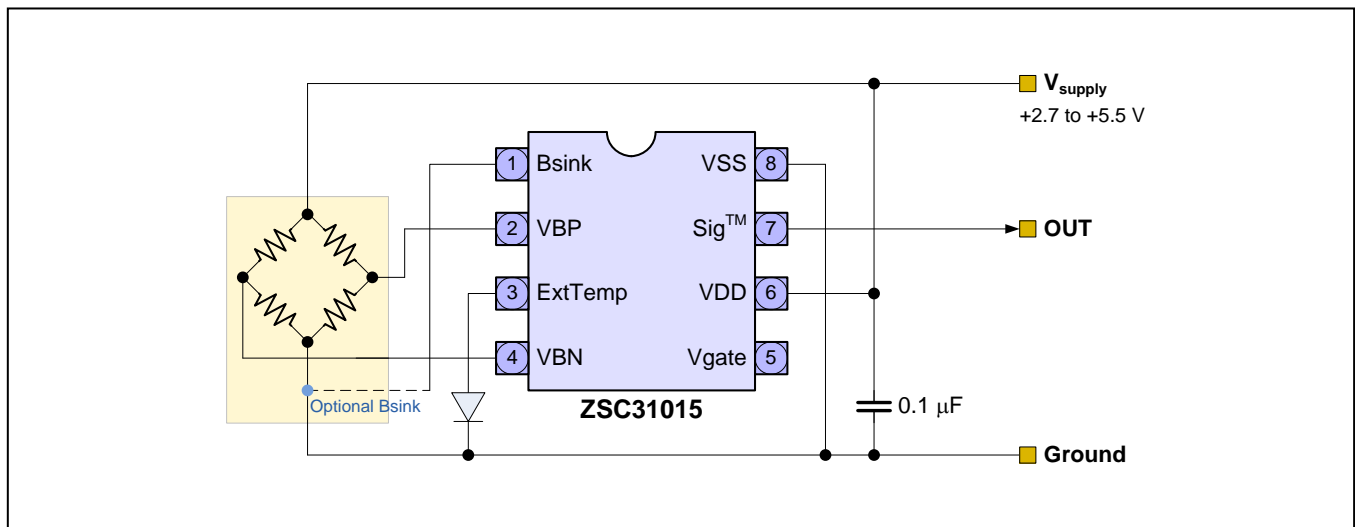 V_supply
+2.7 to +5.5 V
1 Bsink VSS 8
2 VBP Sig™ 7
OUT
3 ExtTemp VDD 6
4 VBN Vgate 5
Optional Bsink
ZSC31015
0.1 μF
Ground